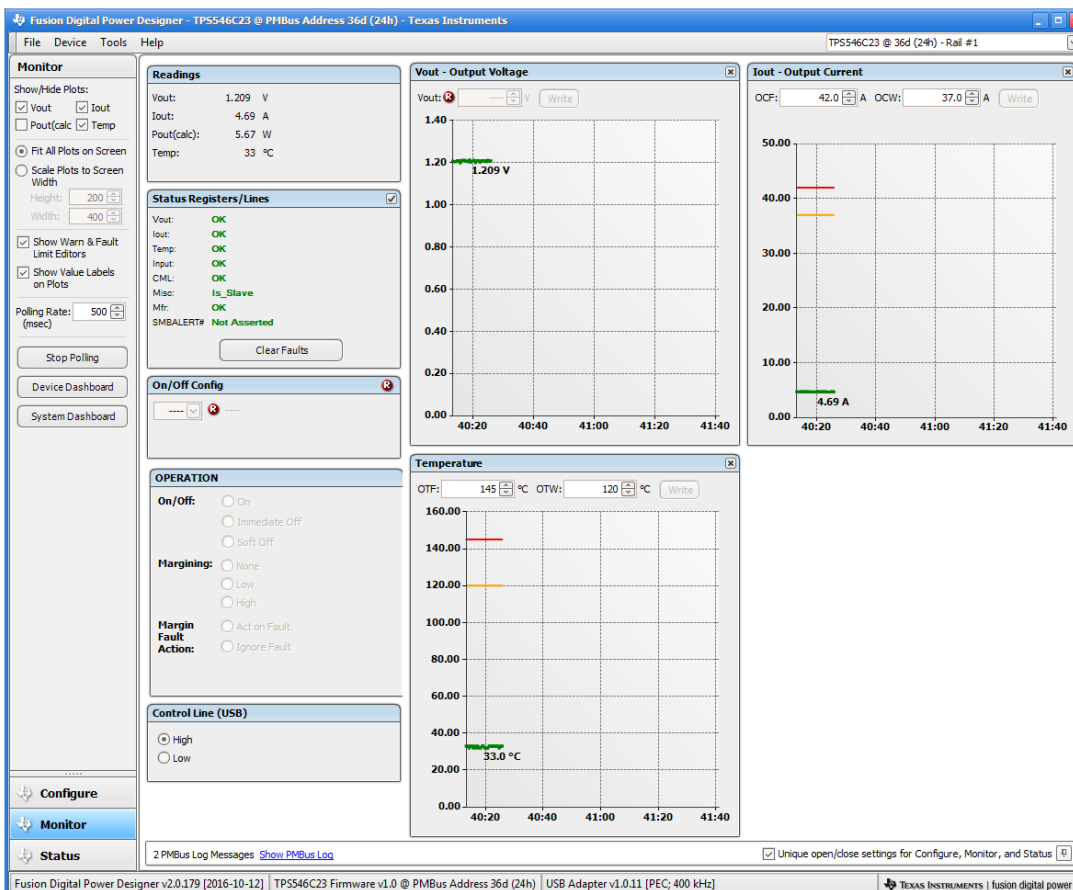 Fusion Digital Power Designer - TPS546C23 @ PMBus Address 36d (24h) - Texas Instruments
File Device Tools Help
TPS546C23 @ 36d (24h) - Rail #1
Monitor
Show/Hide Plots:
Vout Iout
Pout(calc Temp
Fit All Plots on Screen
Scale Plots to Screen
Width
Height: 200
Width: 400
Show Warn & Fault
Limit Editors
Show Value Labels
on Plots
Polling Rate: 500
(msec)
Stop Polling
Device Dashboard
System Dashboard
Configure
Monitor
Status
Readings
Vout: 1.209 V
Iout: 4.69 A
Pout(calc): 5.67 W
Temp: 33 °C
Status Registers/Lines
Vout: OK
Iout: OK
Temp: OK
Input: OK
CML: OK
Misc: Is_Slave
Mfr: OK
SMBALERT# Not Asserted
Clear Faults
On/Off Config R
---- R ----
OPERATION
On/Off: On
Immediate Off
Soft Off
Margining: None
Low
High
Margin Act on Fault
Fault
Action: Ignore Fault
Control Line (USB)
High
Low
Vout - Output Voltage
Vout: R ---- V Write
1.40
1.20
1.209 V
1.00
0.80
0.60
0.40
0.20
0.00
40:20 40:40 41:00 41:20 41:40
Iout - Output Current
OCF: 42.0 A OCW: 37.0 A Write
50.00
40.00
30.00
20.00
10.00
4.69 A
0.00
40:20 40:40 41:00 41:20 41:40
Temperature
OTF: 145 °C OTW: 120 °C Write
160.00
140.00
120.00
100.00
80.00
60.00
40.00
33.0 °C
20.00
0.00
40:20 40:40 41:00 41:20 41:40
2 PMBus Log Messages Show PMBus Log
Unique open/close settings for Configure, Monitor, and Status
Fusion Digital Power Designer v2.0.179 [2016-10-12] TPS546C23 Firmware v1.0 @ PMBus Address 36d (24h) USB Adapter v1.0.11 [PEC; 400 kHz] TEXAS INSTRUMENTS | fusion digital power